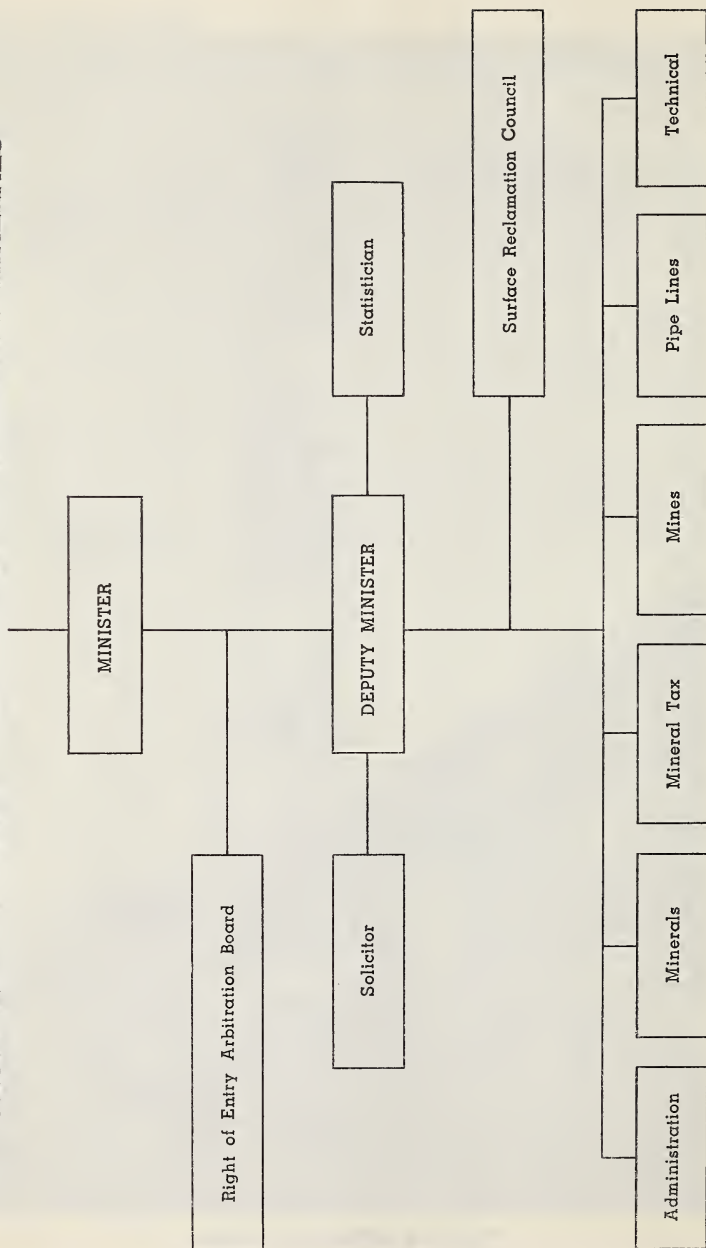 MINISTER
Right of Entry Arbitration Board
Solicitor
DEPUTY MINISTER
Statistician
Surface Reclamation Council
Administration
Minerals
Mineral Tax
Mines
Pipe Lines
Technical